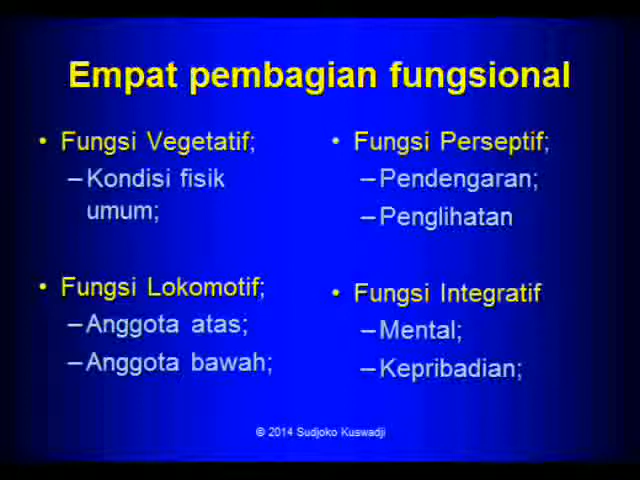 Empat pembagian fungsional
• Fungsi Vegetatif;
–Kondisi fisik
umum;
• Fungsi Lokomotif;
–Anggota atas;
–Anggota bawah;
• Fungsi Perseptif;
–Pendengaran;
–Penglihatan
• Fungsi Integratif
–Mental;
–Kepribadian;
© 2014 Sudjoko Kuswadji